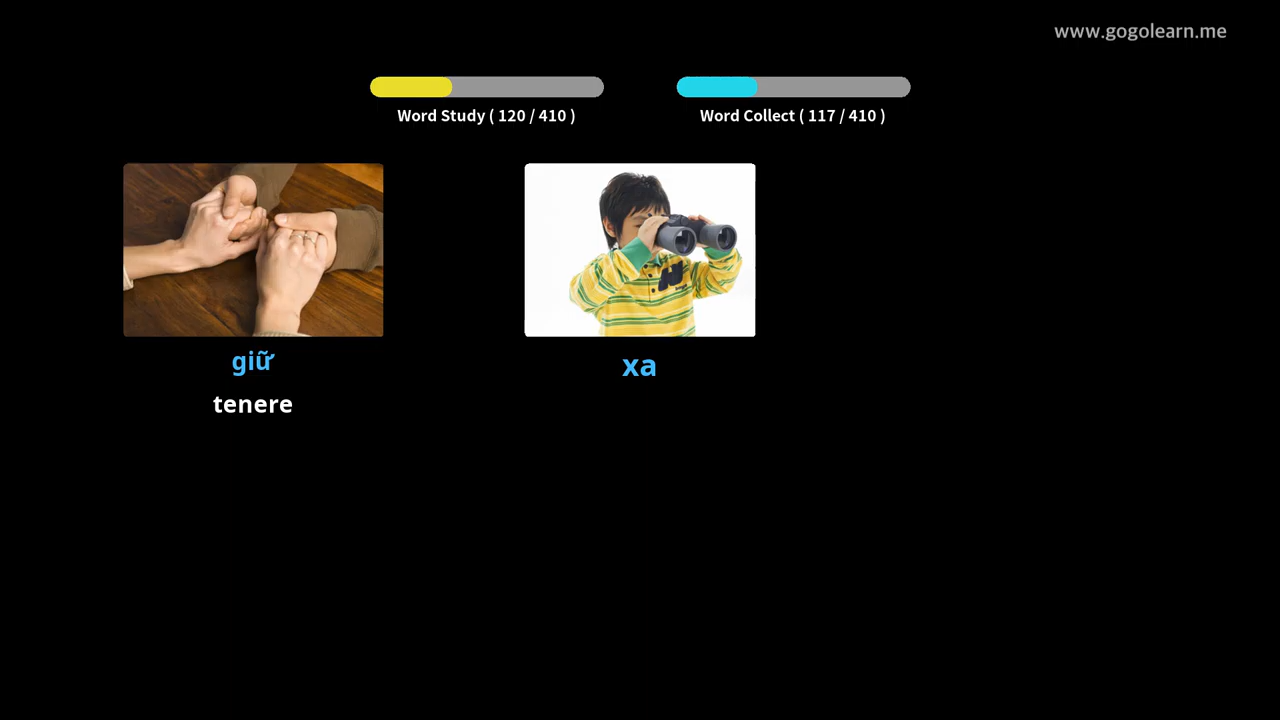 www.gogolearn.me
Word Study ( 120 / 410 )
Word Collect ( 117 / 410 )
giữ
tenere
xa